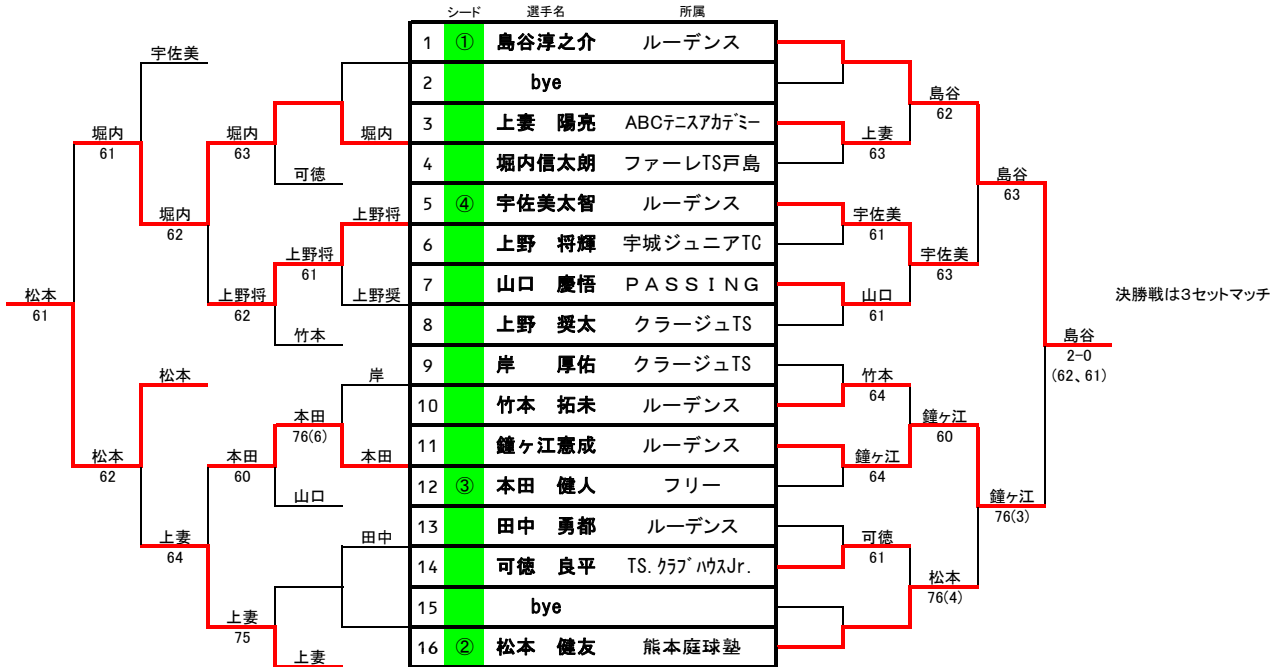 シード 選手名 所属
1 ① 島谷淳之介 ルーデンス
2 bye
3 上妻 陽亮 ABCテニスアカデミー
4 堀内信太朗 ファーレTS戸島
5 ④ 宇佐美太智 ルーデンス
6 上野 将輝 宇城ジュニアTC
7 山口 慶悟 PASSING
8 上野 奨太 クラージュTS
9 岸 厚佑 クラージュTS
10 竹本 拓未 ルーデンス
11 鐘ヶ江憲成 ルーデンス
12 ③ 本田 健人 フリー
13 田中 勇都 ルーデンス
14 可徳 良平 TS.クラブハウスJr.
15 bye
16 ② 松本 健友 熊本庭球塾
宇佐美
堀内
61
堀内
63
堀内
可徳
堀内
62
上野将
上野将
61
上野将
62
上野奨
竹本
松本
61
松本
岸
本田
76(6)
本田
松本
62
本田
60
山口
上妻
64
田中
上妻
75
上妻
島谷
62
上妻
63
島谷
63
宇佐美
61
宇佐美
63
山口
61
決勝戦は3セットマッチ
島谷
2-0
(62、61)
竹本
64
鐘ヶ江
60
鐘ヶ江
64
鐘ヶ江
76(3)
可徳
61
松本
76(4)